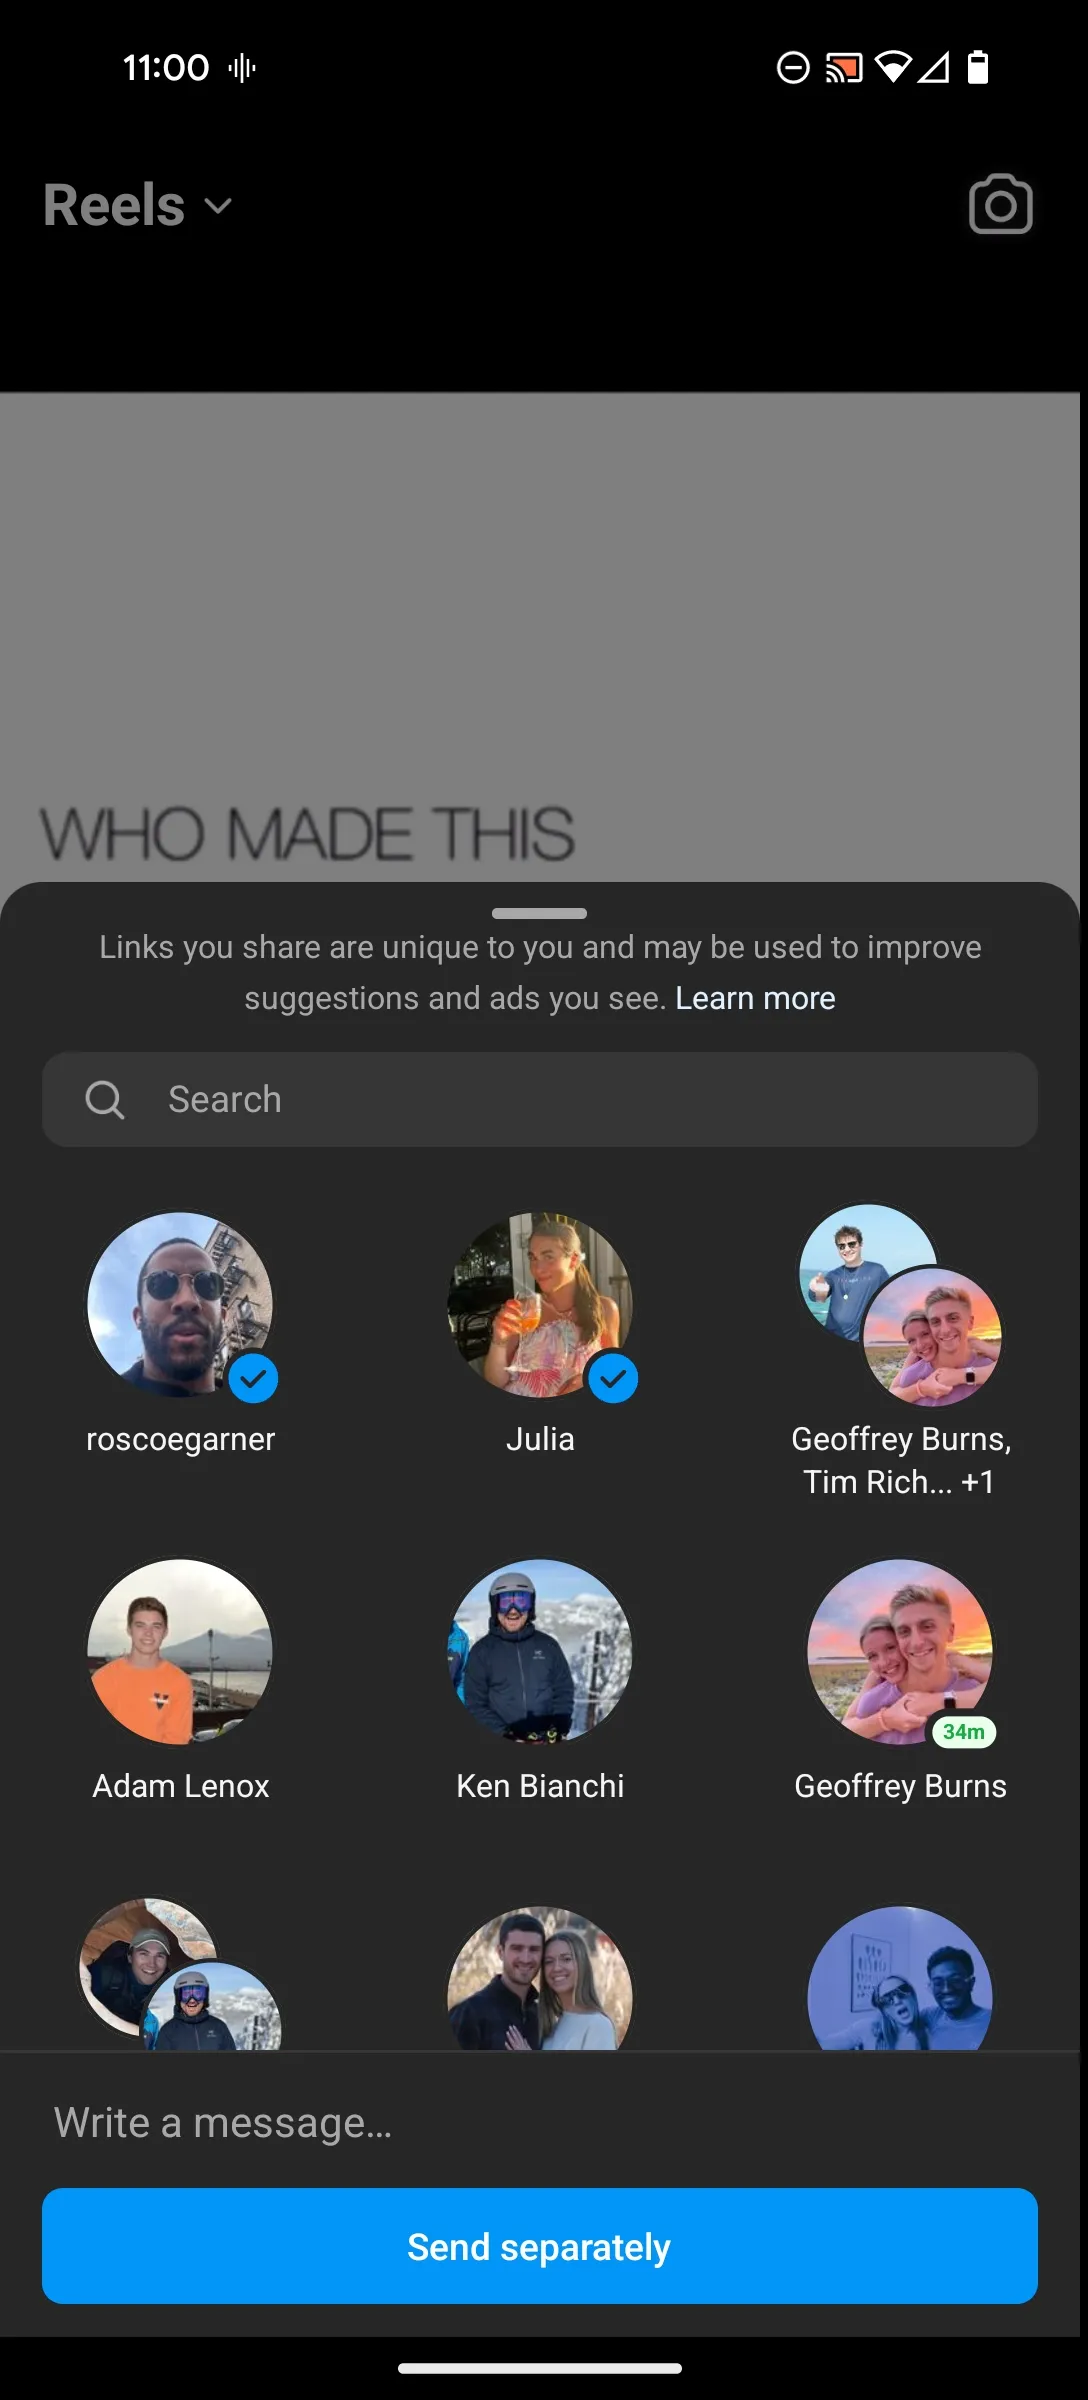 11:00
Reels
WHO MADE THIS
Links you share are unique to you and may be used to improve
suggestions and ads you see. Learn more
Search
roscoegarner
Julia
Geoffrey Burns,
Tim Rich... +1
Adam Lenox
Ken Bianchi
34m
Geoffrey Burns
Write a message...
Send separately